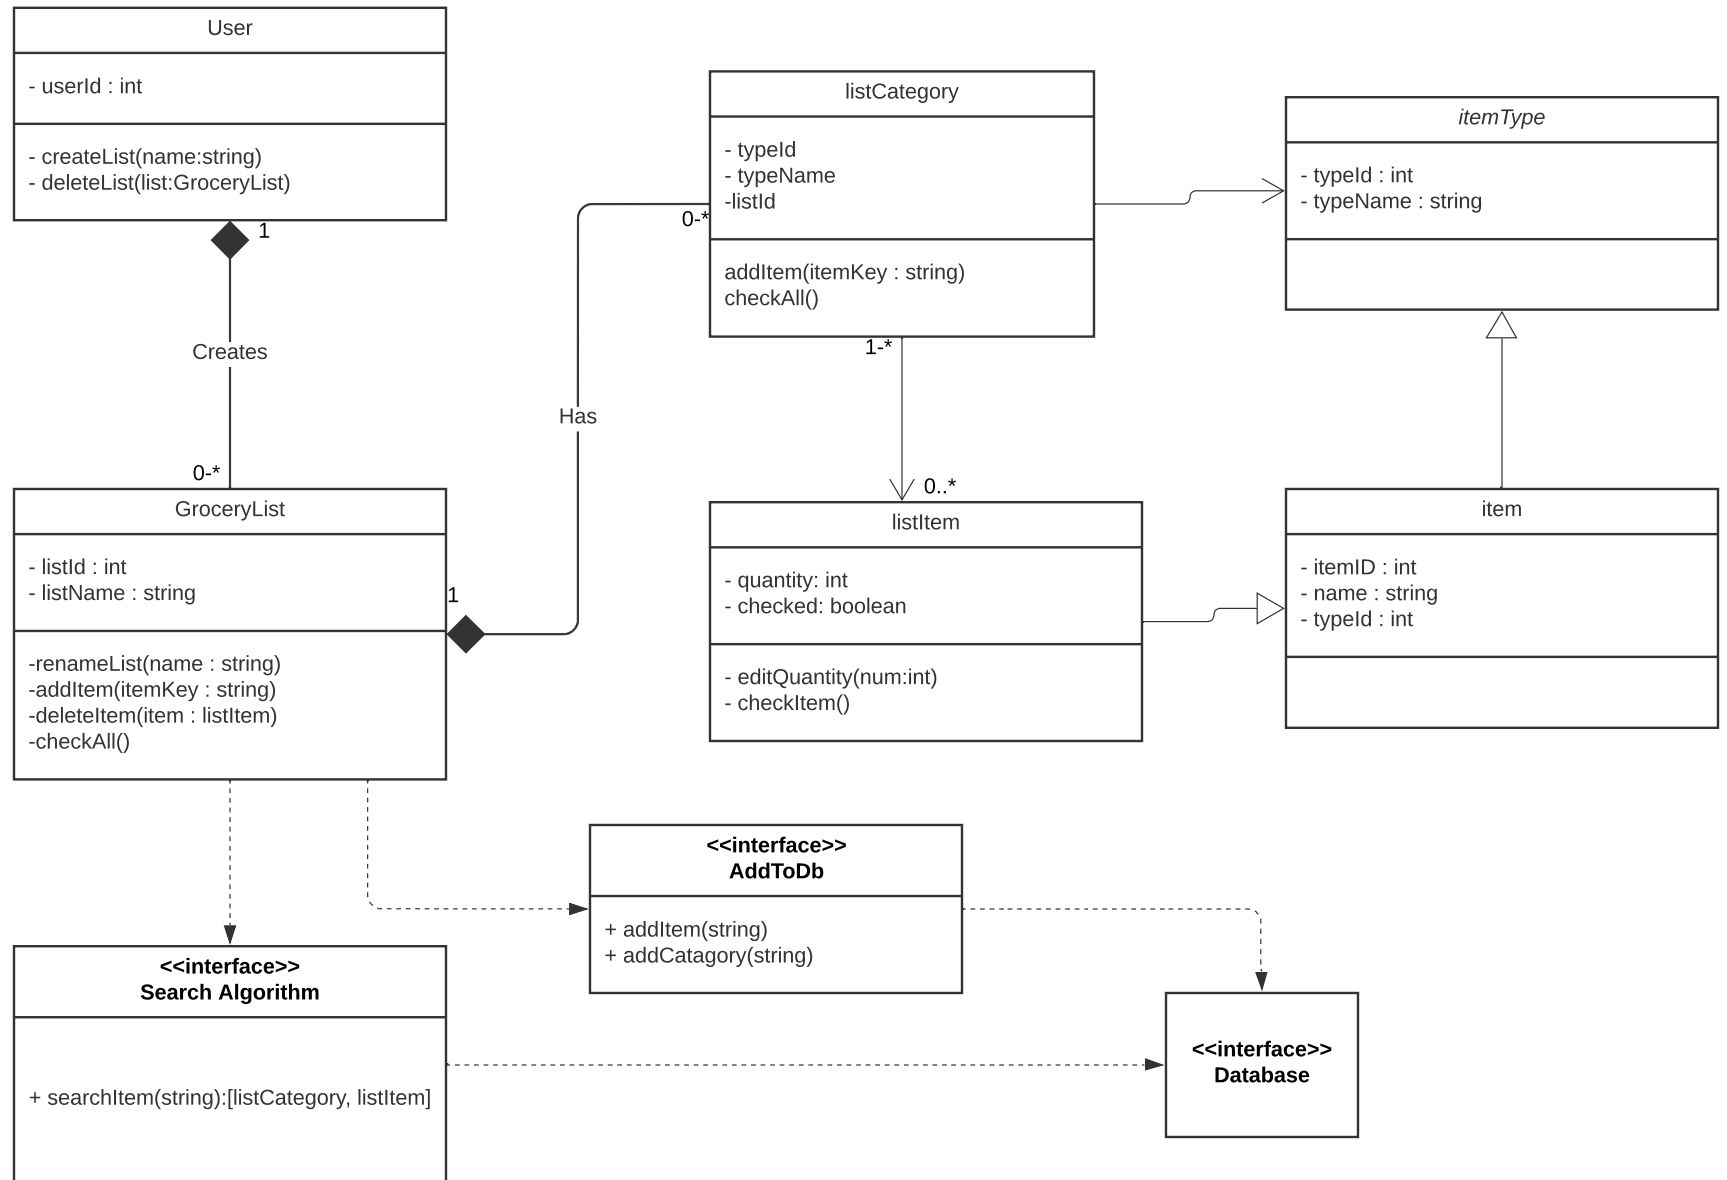 User
- userId : int
- createList(name:string)
- deleteList(list:GroceryList)
1
Creates
0-*
GroceryList
- listId : int
- listName : string
-renameList(name : string)
-addItem(itemKey : string)
-deleteItem(item : listItem)
-checkAll()
1
Has
0-*
listCategory
- typeId
- typeName
-listId
addItem(itemKey : string)
checkAll()
1-*
0..*
listItem
- quantity: int
- checked: boolean
- editQuantity(num:int)
- checkItem()
itemType
- typeId : int
- typeName : string
item
- itemID : int
- name : string
- typeId : int
<<interface>>
AddToDb
+ addItem(string)
+ addCatagory(string)
<<interface>>
Search Algorithm
+ searchItem(string):[listCategory, listItem]
<<interface>>
Database